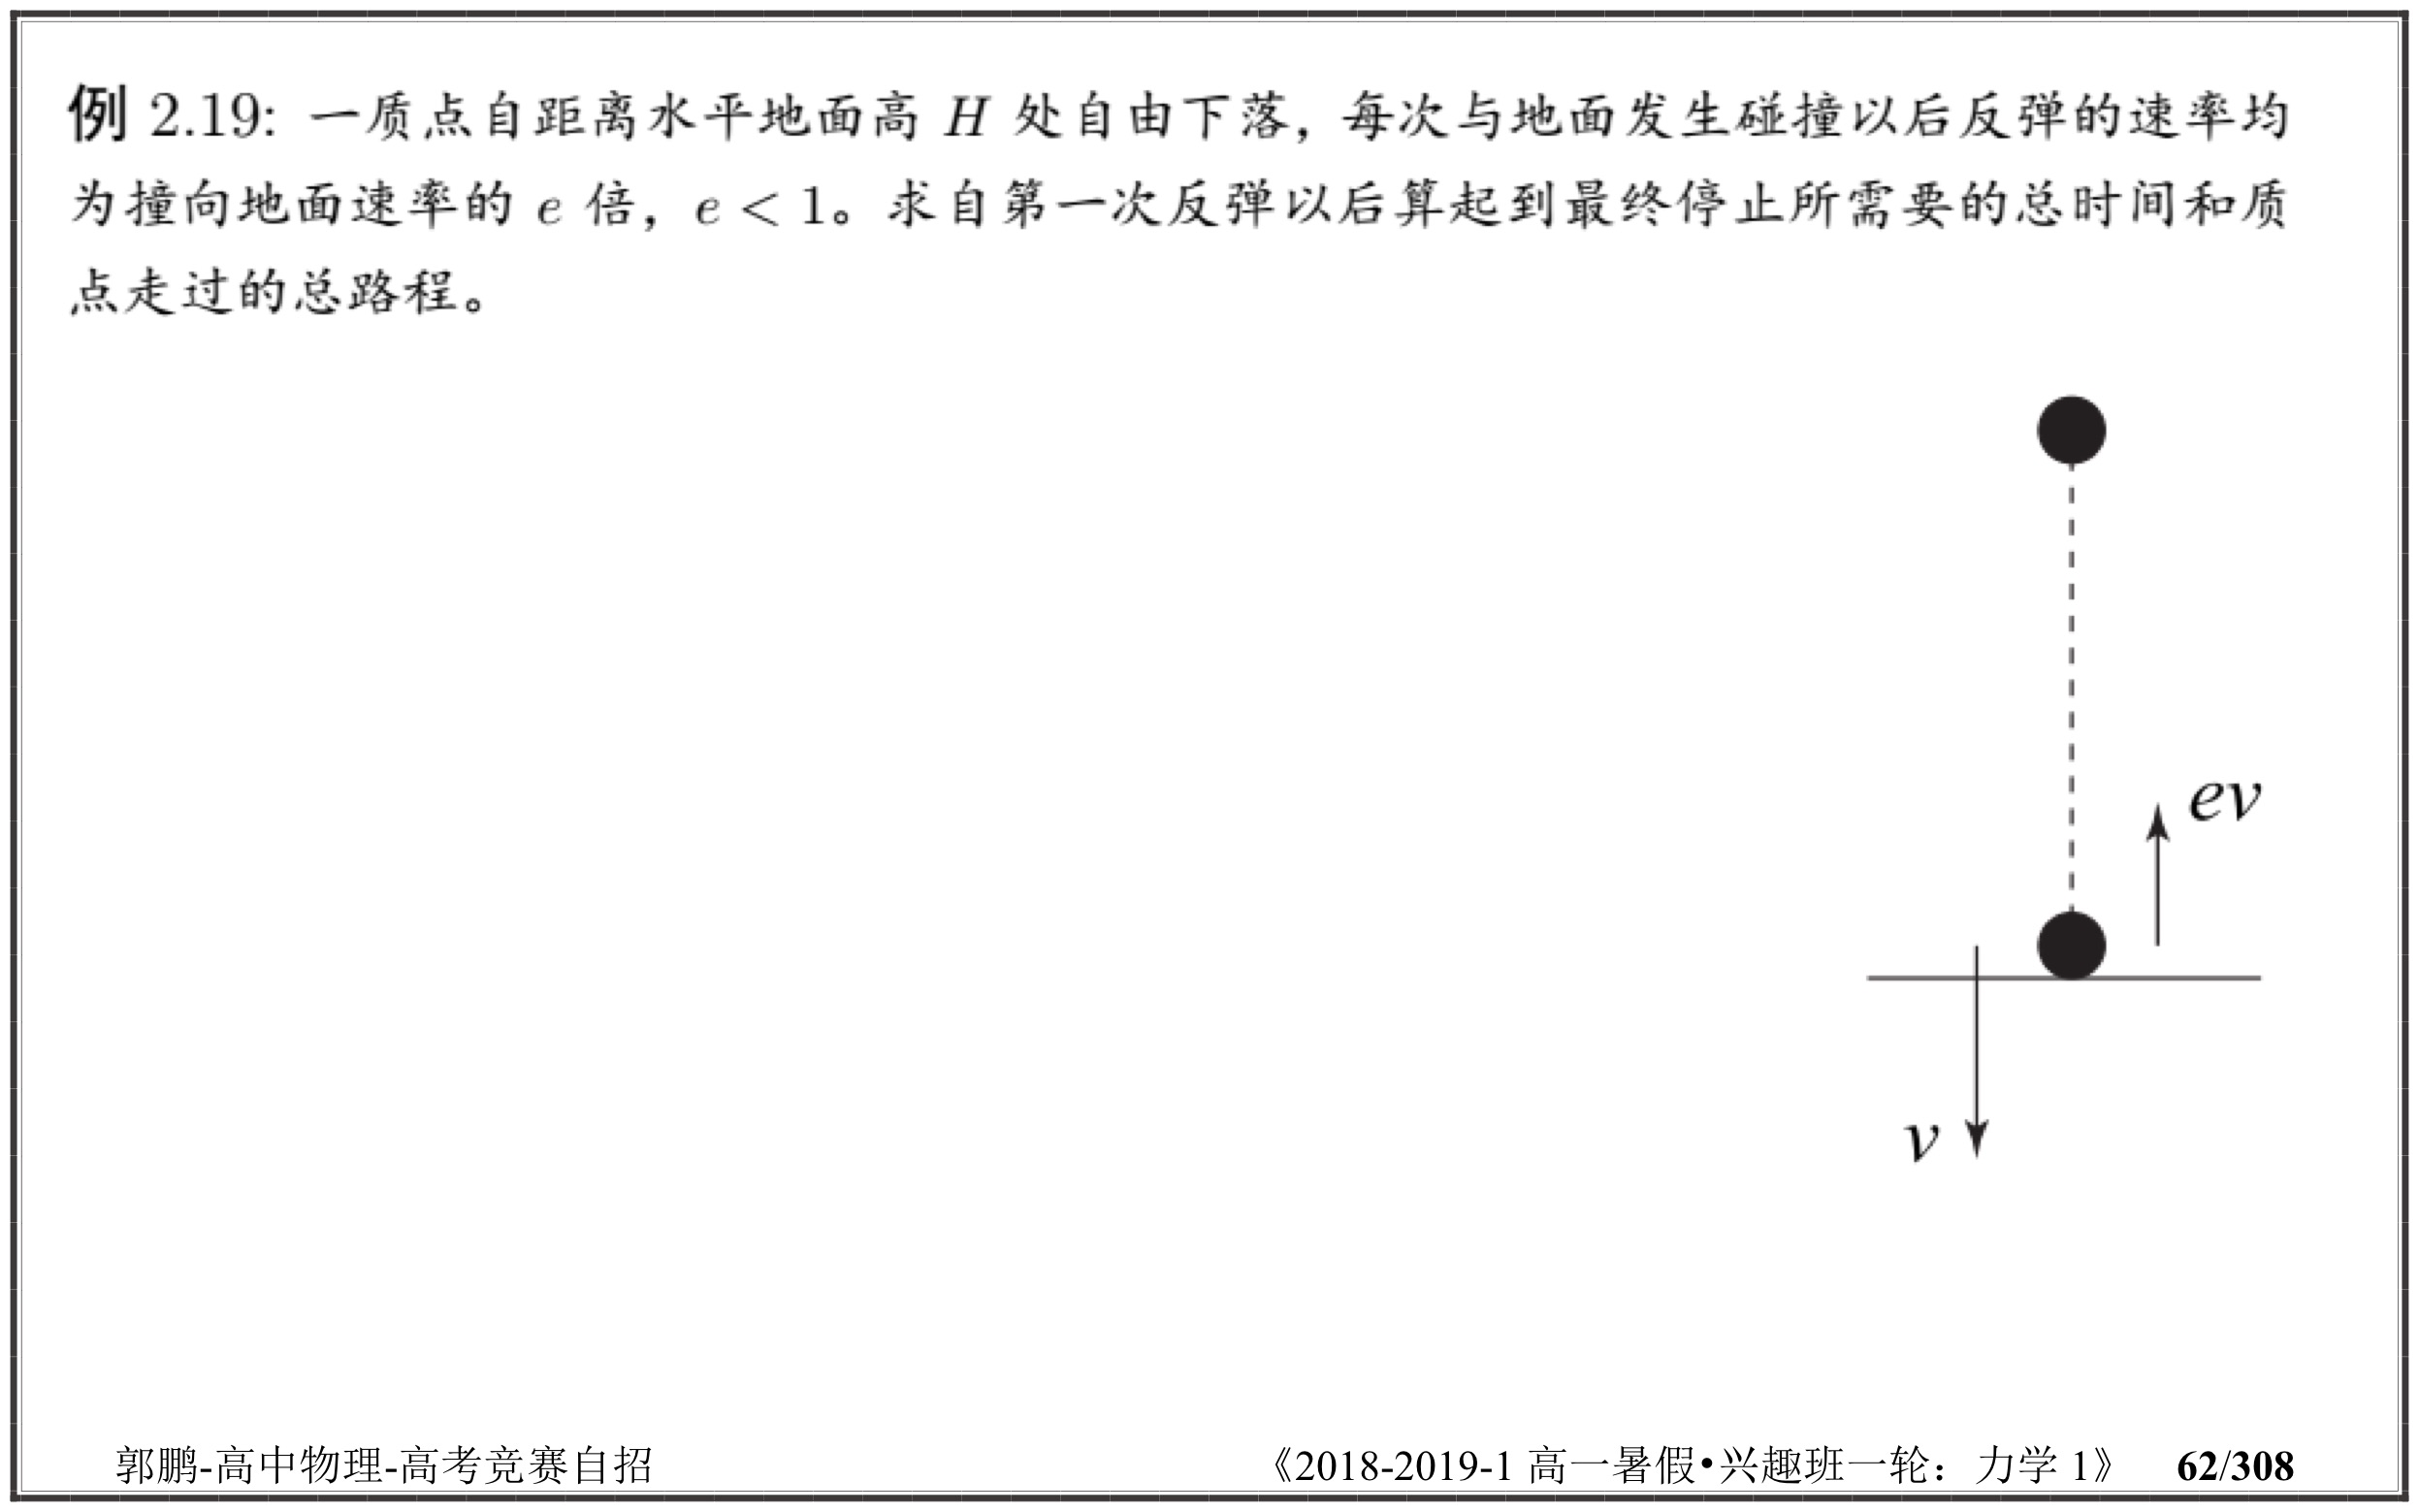 例 2.19: 一质点自距离水平地面高 H 处自由下落，每次与地面发生碰撞以后反弹的速率均
为撞向地面速率的 e 倍，e < 1。求自第一次反弹以后算起到最终停止所需要的总时间和质
点走过的总路程。
ev
v
郭鹏-高中物理-高考竞赛自招
《2018-2019-1 高一暑假•兴趣班一轮：力学 1》 62/308